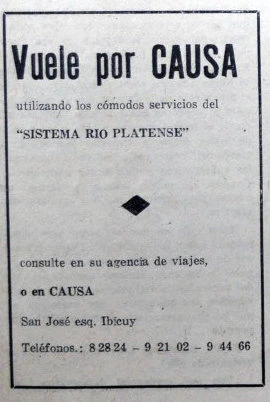 Vuele por CAUSA
utilizando los cómodos servicios del
"SISTEMA RIO PLATENSE"
consulte en su agencia de viajes,
o en CAUSA
San José esq. Ibicuy
Teléfonos.: 8 28 24 – 9 21 02 – 9 44 66